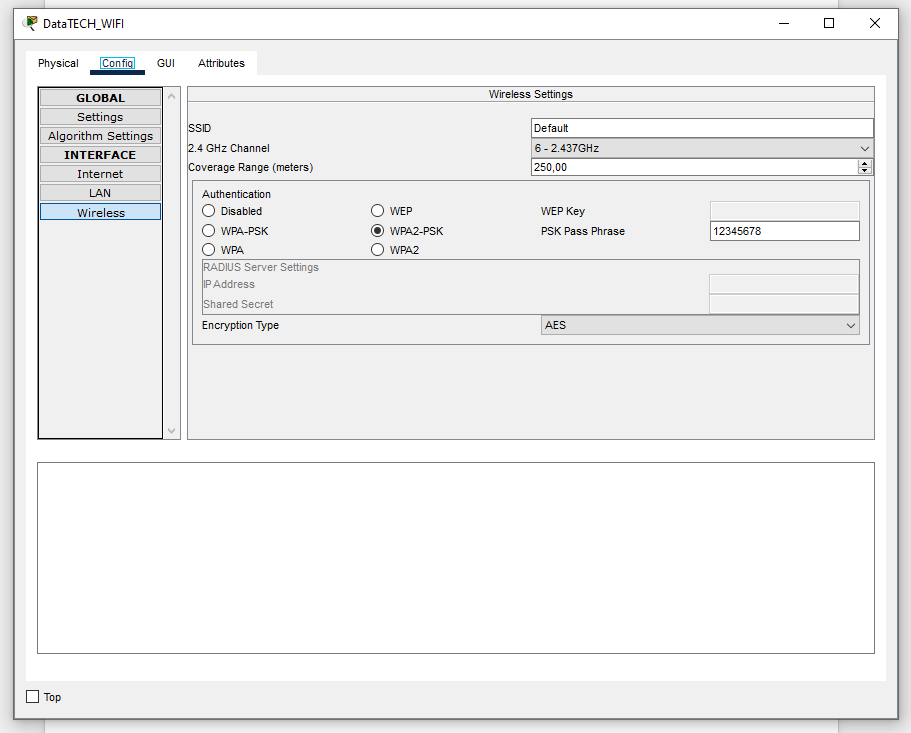 DataTECH_WIFI
Physical Config GUI Attributes
GLOBAL
Settings
Algorithm Settings
INTERFACE
Internet
LAN
Wireless
Wireless Settings
SSID Default
2.4 GHz Channel 6 - 2.437GHz
Coverage Range (meters) 250,00
Authentication
Disabled WEP WEP Key
WPA-PSK WPA2-PSK PSK Pass Phrase 12345678
WPA WPA2
RADIUS Server Settings
IP Address
Shared Secret
Encryption Type AES
Top